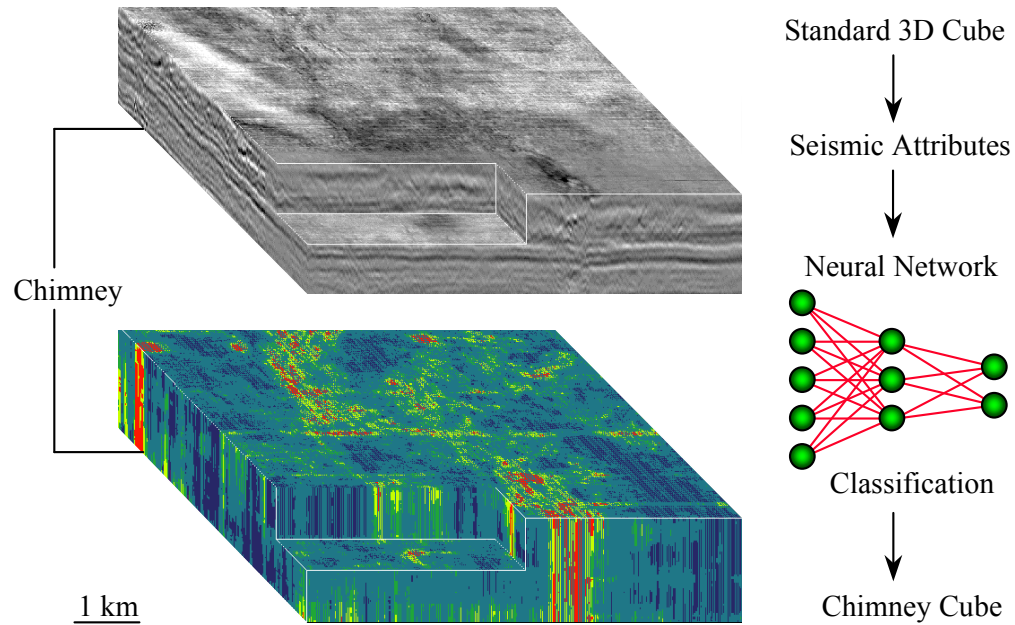 Standard 3D Cube
Seismic Attributes
Neural Network
Chimney
Classification
1 km
Chimney Cube